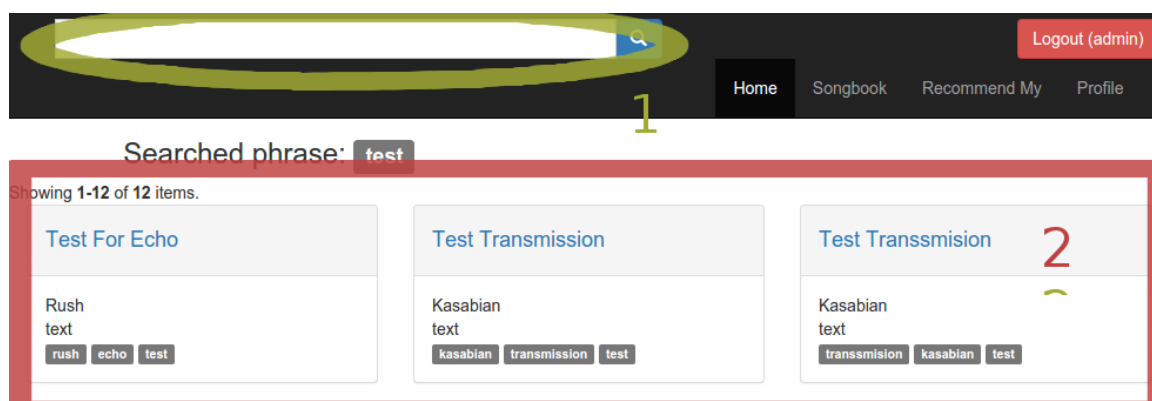 Logout (admin)
Home Songbook Recommend My Profile
1
Searched phrase: test
Showing 1-12 of 12 items.
Test For Echo Test Transmission Test Transsmision
2
Rush Kasabian Kasabian
text text text
rush echo test kasabian transmission test transsmision kasabian test